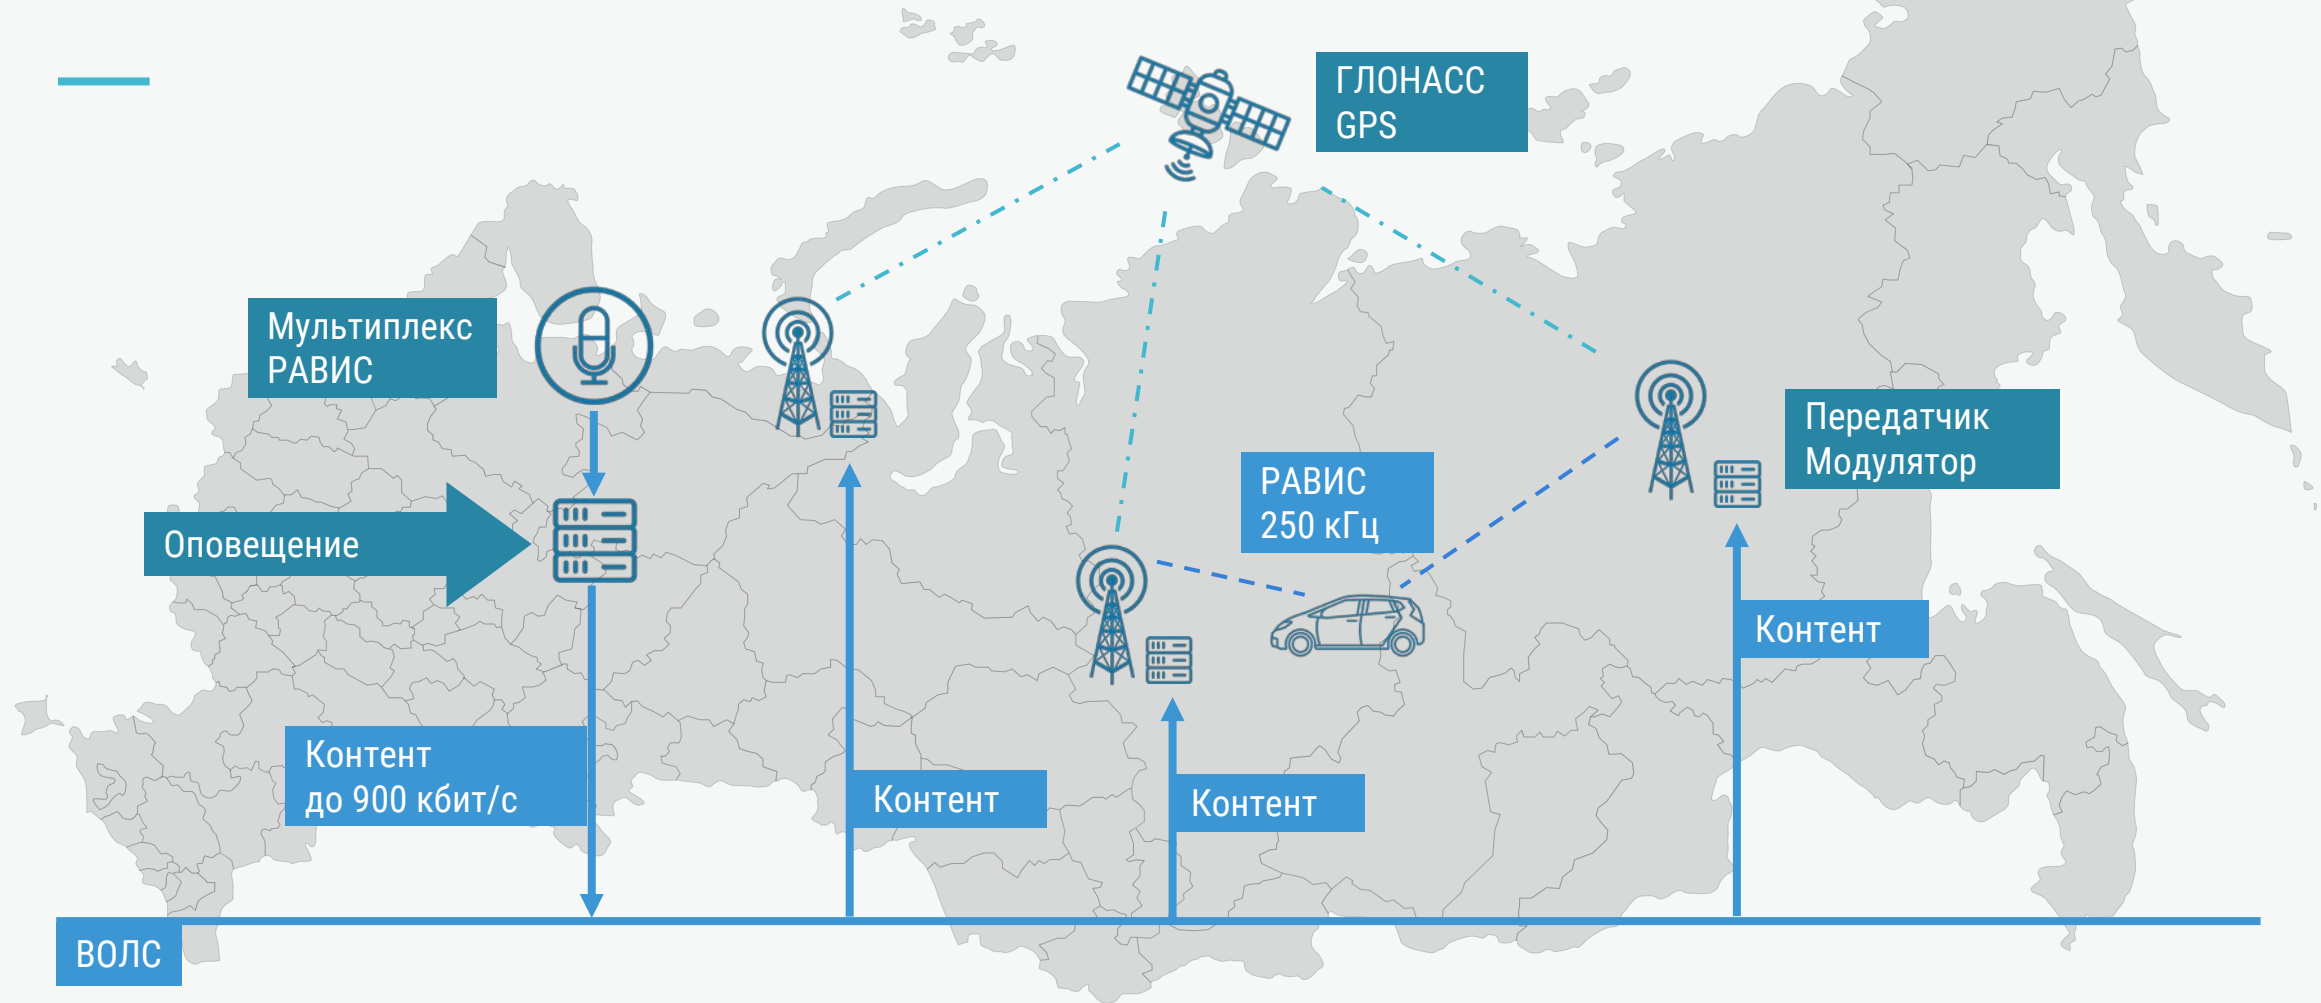 ГЛОНАСС
GPS
Мультиплекс
РАВИС
Передатчик
Модулятор
РАВИС
250 кГц
Оповещение
Контент
Контент
до 900 кбит/с
Контент
Контент
ВОЛС